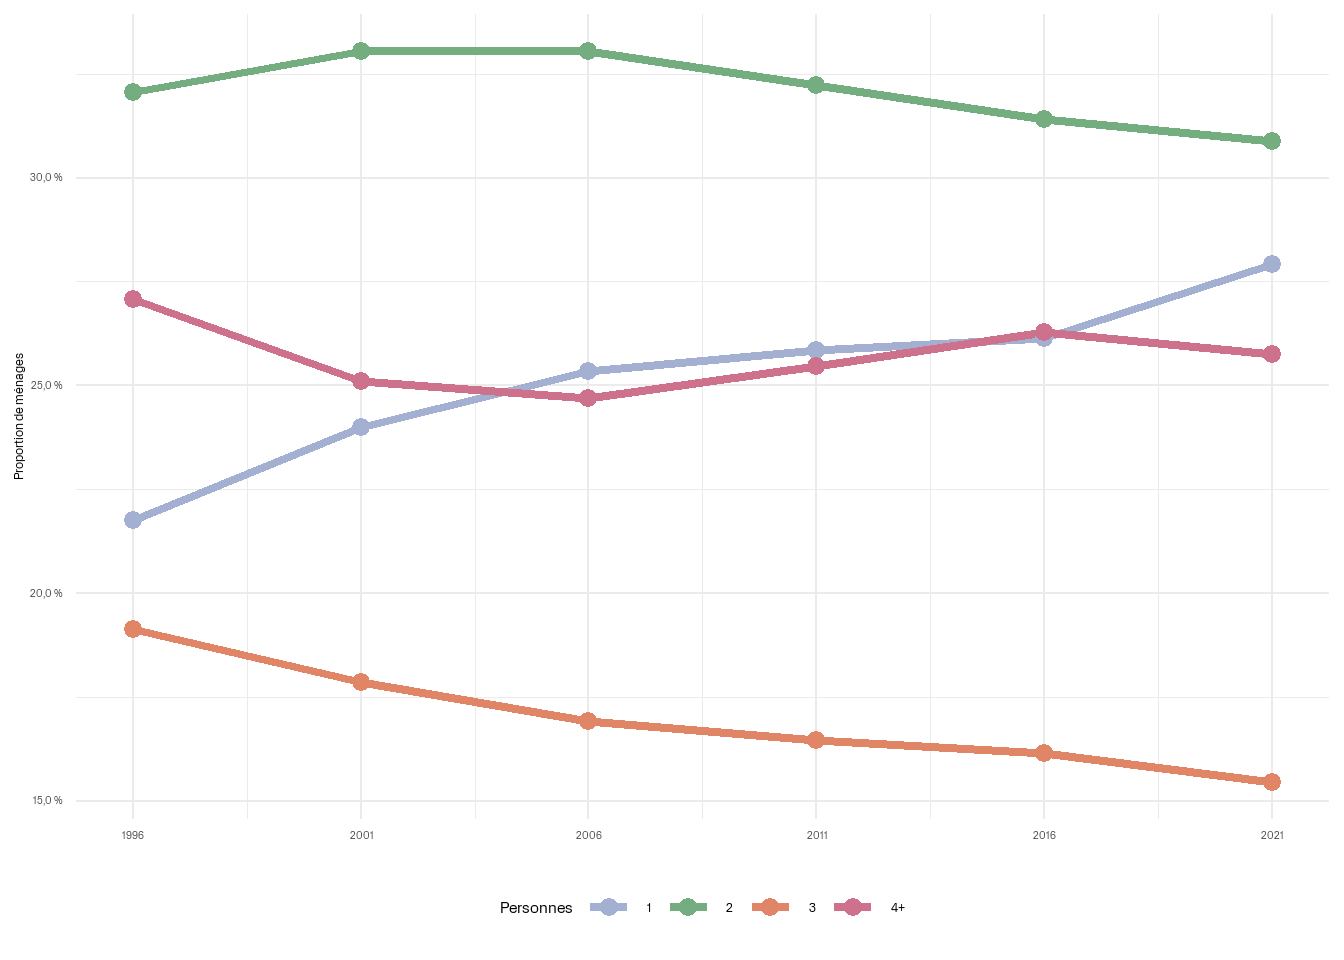 Proportion de ménages
30,0 %
25,0 %
20,0 %
15,0 %
1996 2001 2006 2011 2016 2021
Personnes 1 2 3 4+